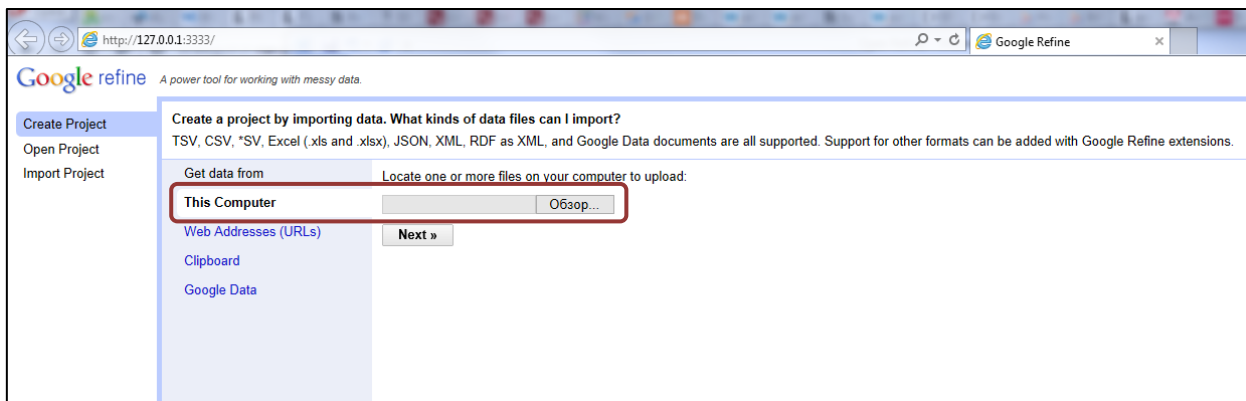 http://127.0.0.1:3333/
Google Refine
Google refine A power tool for working with messy data.
Create Project
Open Project
Import Project
Create a project by importing data. What kinds of data files can I import?
TSV, CSV, *SV, Excel (.xls and .xlsx), JSON, XML, RDF as XML, and Google Data documents are all supported. Support for other formats can be added with Google Refine extensions.
Get data from
This Computer
Web Addresses (URLs)
Clipboard
Google Data
Locate one or more files on your computer to upload:
Обзор...
Next »